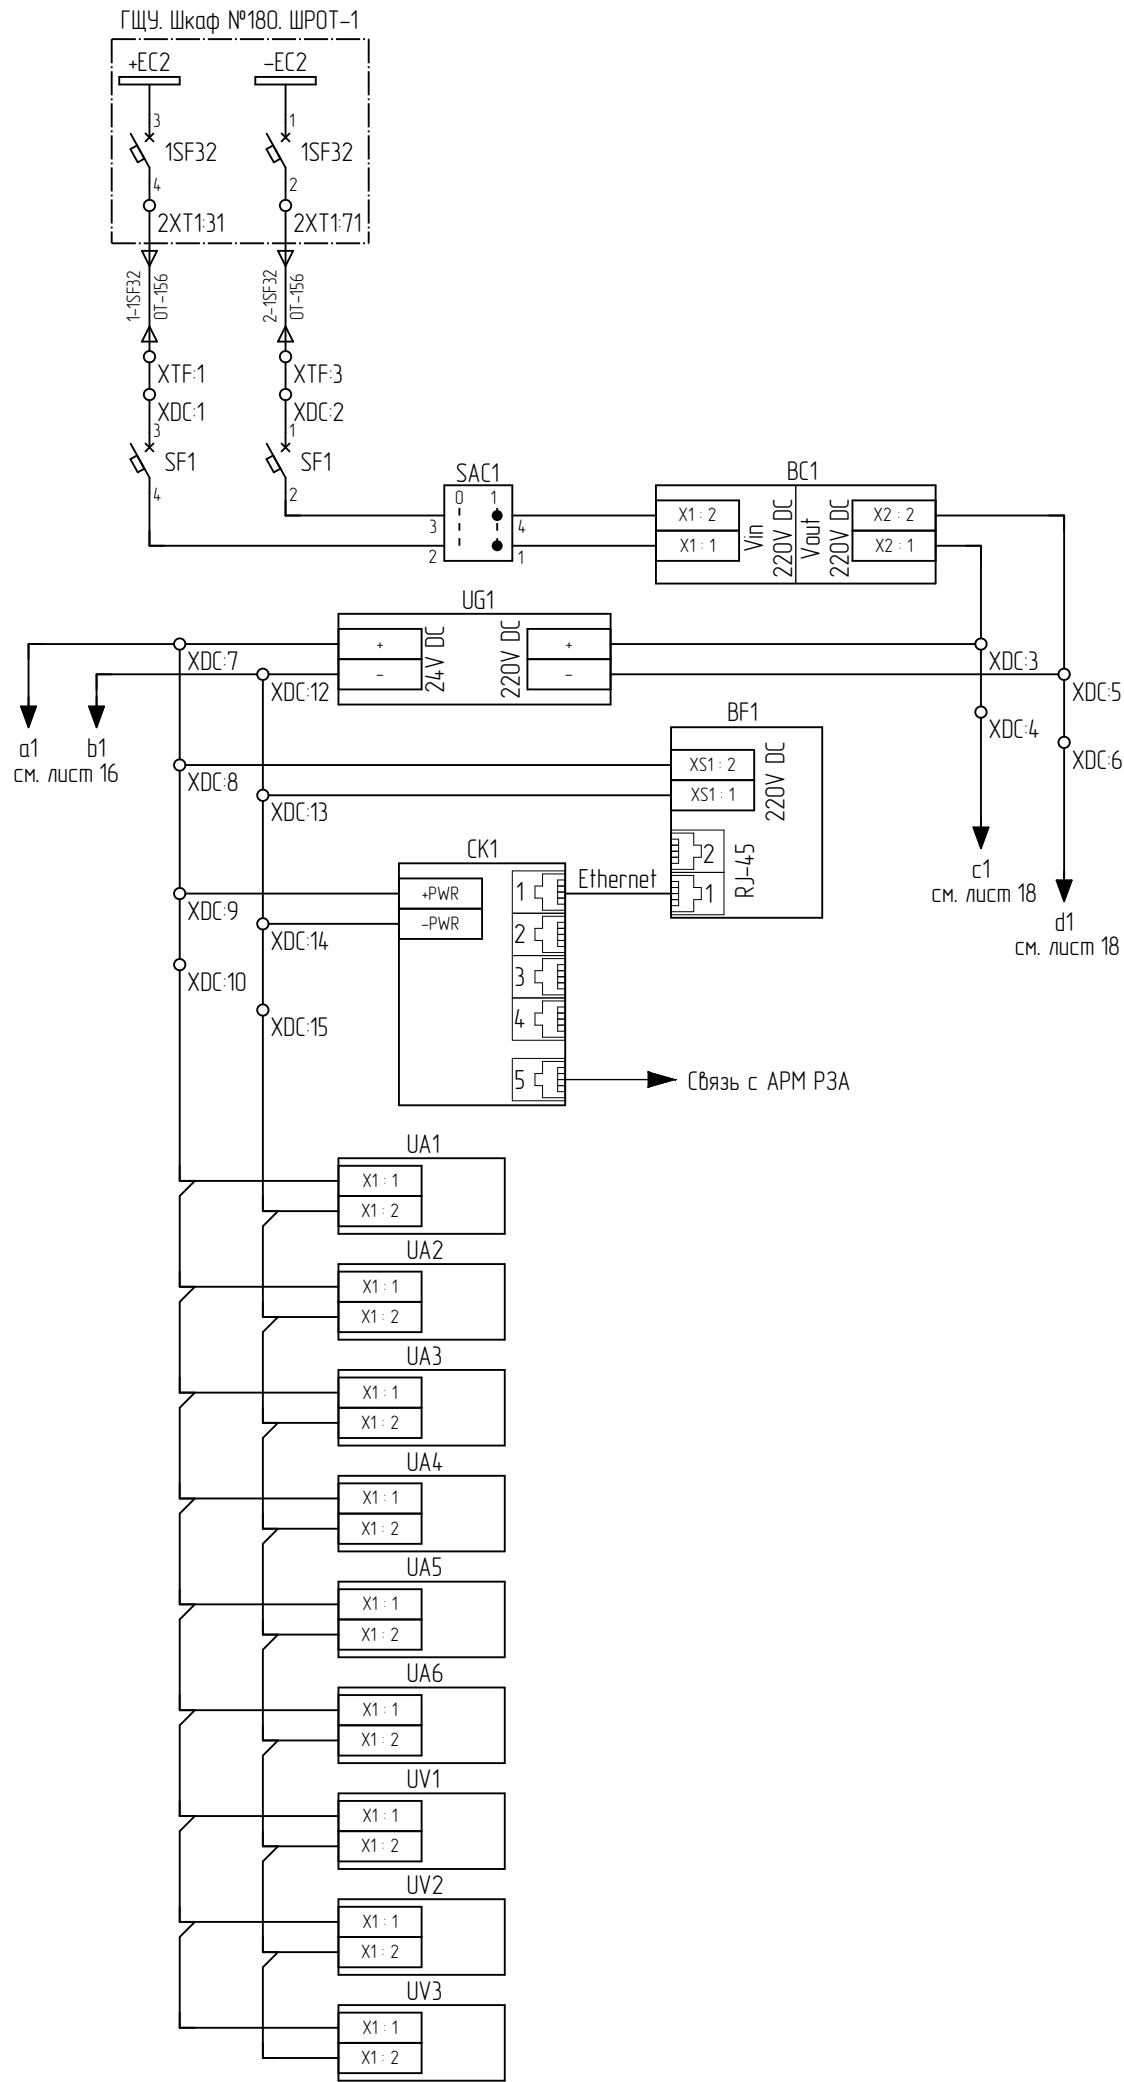 ГЩУ. Шкаф №180. ШРОТ-1
+EC2
-EC2
3
1
1SF32
1SF32
4
2
2XT1:31
2XT1:71
1-1SF32
ОТ-156
2-1SF32
ОТ-156
XTF:1
XTF:3
XDC:1
XDC:2
3
1
SF1
SF1
4
2
SAC1
0 1
3
4
2
1
BC1
X1 : 2
X1 : 1
Vin
220V DC
Vout
220V DC
X2 : 2
X2 : 1
UG1
+
-
24V DC
220V DC
+
-
XDC:7
XDC:12
XDC:3
XDC:5
XDC:4
XDC:6
a1
b1
см. лист 16
BF1
XS1 : 2
XS1 : 1
220V DC
2
1
RJ-45
XDC:8
XDC:13
c1
см. лист 18
d1
см. лист 18
CK1
+PWR
-PWR
1
2
3
4
5
Ethernet
XDC:9
XDC:14
XDC:10
XDC:15
Связь с АРМ РЗА
UA1
X1 : 1
X1 : 2
UA2
X1 : 1
X1 : 2
UA3
X1 : 1
X1 : 2
UA4
X1 : 1
X1 : 2
UA5
X1 : 1
X1 : 2
UA6
X1 : 1
X1 : 2
UV1
X1 : 1
X1 : 2
UV2
X1 : 1
X1 : 2
UV3
X1 : 1
X1 : 2